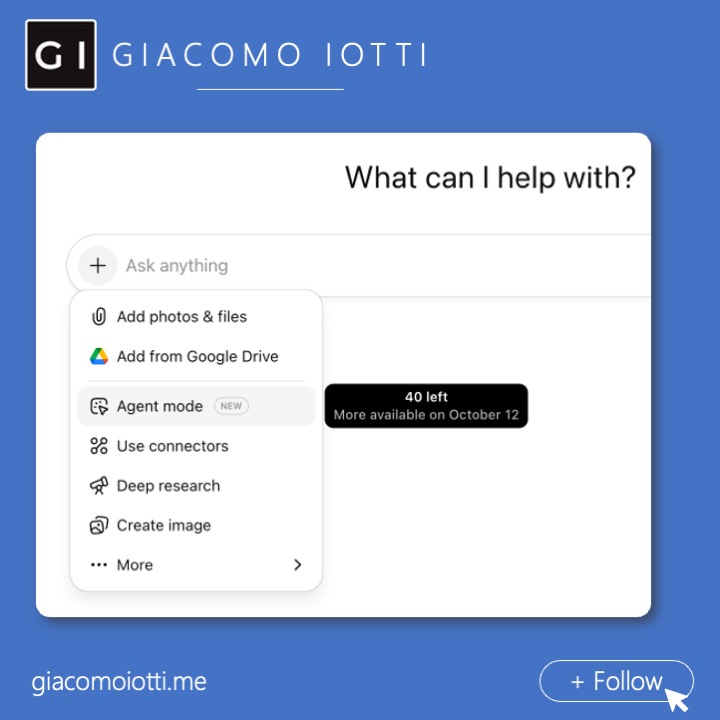 GI
GIACOMO IOTTI
What can I help with?
Ask anything
Add photos & files
Add from Google Drive
Agent mode NEW
40 left
More available on October 12
Use connectors
Deep research
Create image
More
giacomoiotti.me
+ Follow